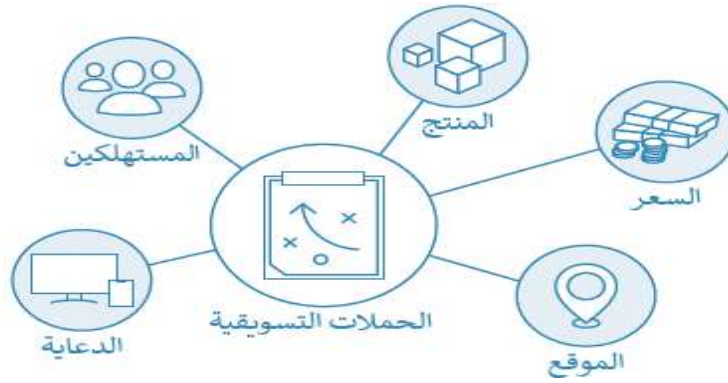 المنتج
المستهلكين
السعر
الحملات التسويقية
الدعاية
الموقع